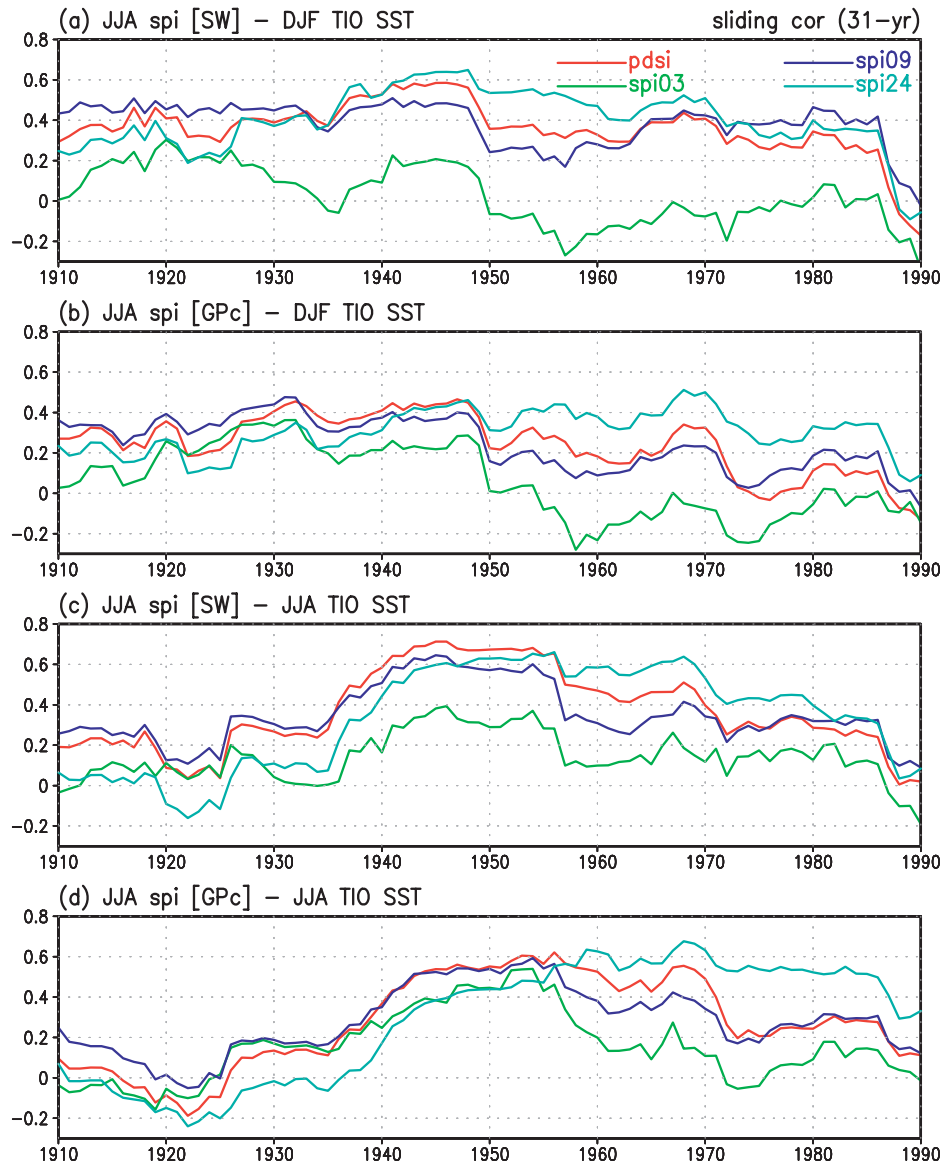 (a) JJA spi [SW] − DJF TIO SST sliding cor (31−yr)
0.8
0.6
0.4
0.2
0
−0.2
pdsi spi09
spi03 spi24
1910 1920 1930 1940 1950 1960 1970 1980 1990
(b) JJA spi [GPc] − DJF TIO SST
0.8
0.6
0.4
0.2
0
−0.2
1910 1920 1930 1940 1950 1960 1970 1980 1990
(c) JJA spi [SW] − JJA TIO SST
0.8
0.6
0.4
0.2
0
−0.2
1910 1920 1930 1940 1950 1960 1970 1980 1990
(d) JJA spi [GPc] − JJA TIO SST
0.8
0.6
0.4
0.2
0
−0.2
1910 1920 1930 1940 1950 1960 1970 1980 1990